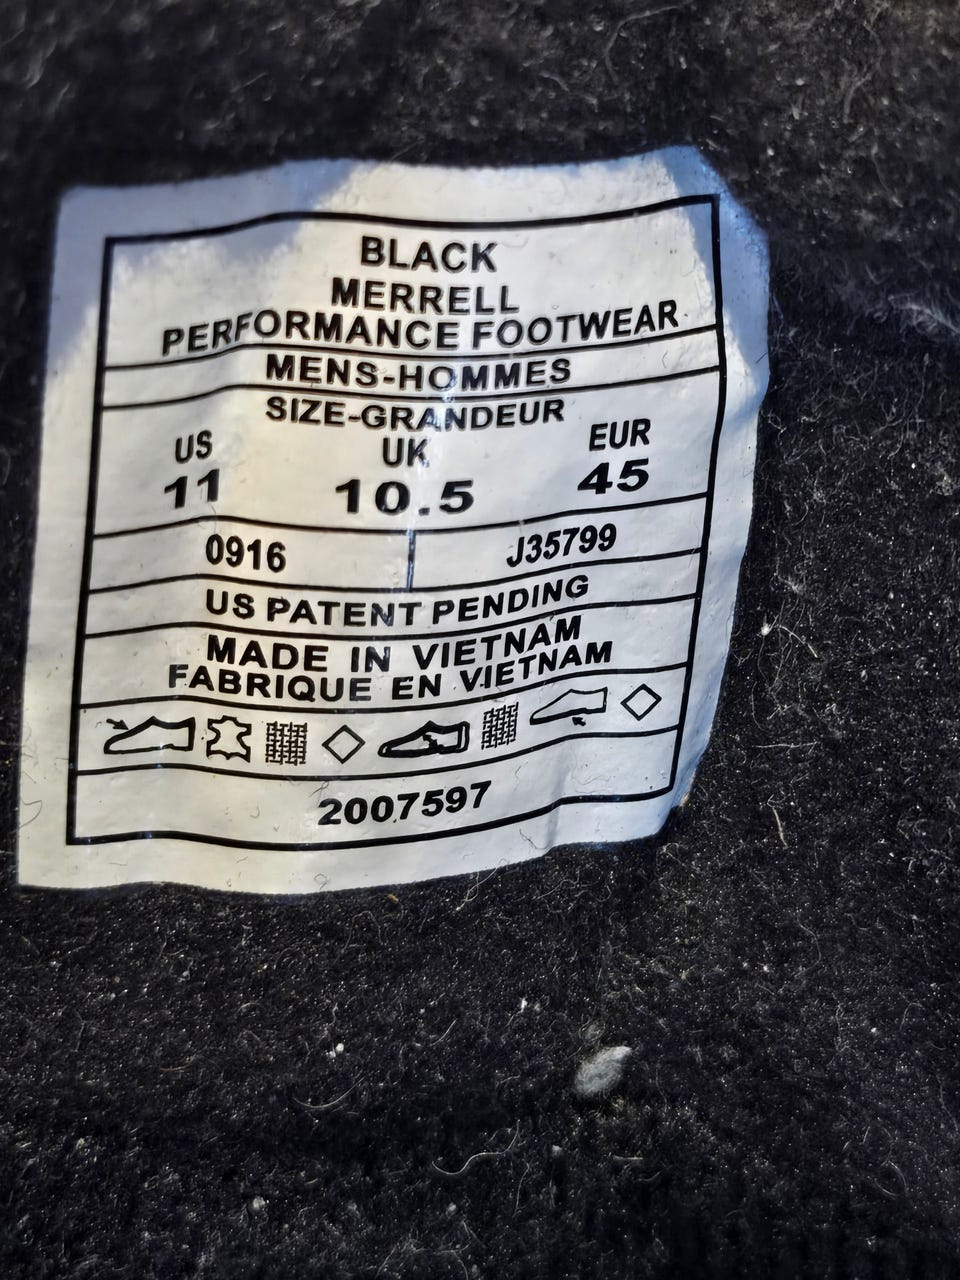 BLACK
MERRELL
PERFORMANCE FOOTWEAR
MENS-HOMMES
SIZE-GRANDEUR
US UK EUR
11 10.5 45
0916 J35799
US PATENT PENDING
MADE IN VIETNAM
FABRIQUE EN VIETNAM
2007597